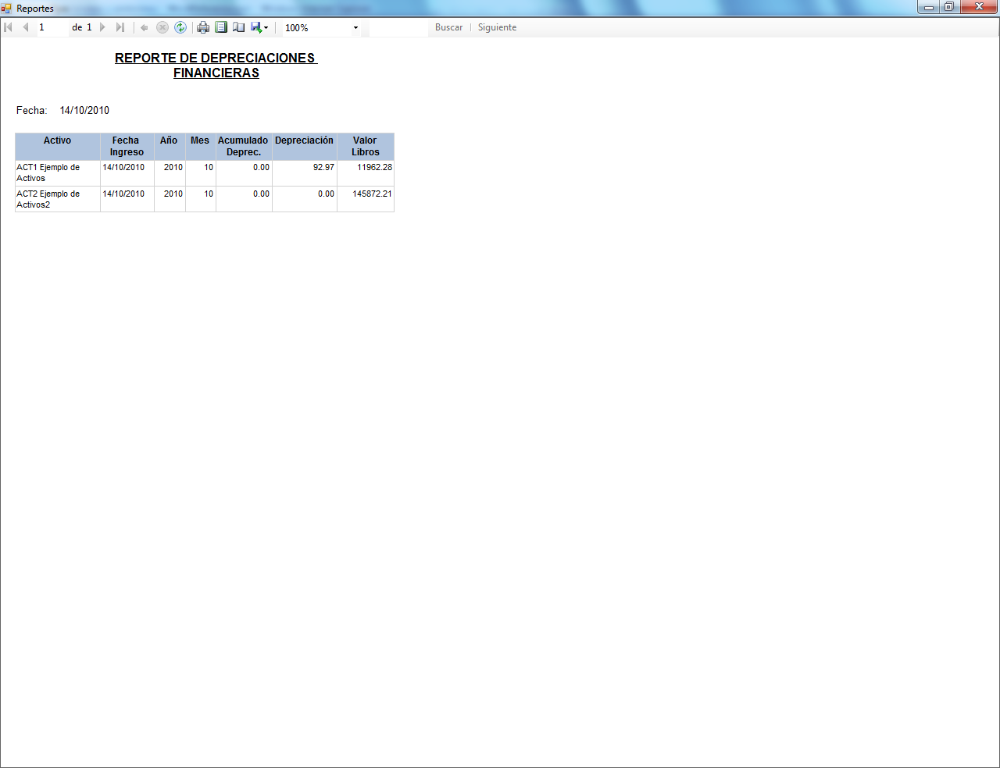 Reportes
1 de 1 100% Buscar Siguiente
REPORTE DE DEPRECIACIONES
FINANCIERAS
Fecha: 14/10/2010
Activo Fecha Ingreso Año Mes Acumulado Deprec. Depreciación Valor Libros
ACT1 Ejemplo de Activos 14/10/2010 2010 10 0.00 92.97 11962.28
ACT2 Ejemplo de Activos2 14/10/2010 2010 10 0.00 0.00 145872.21